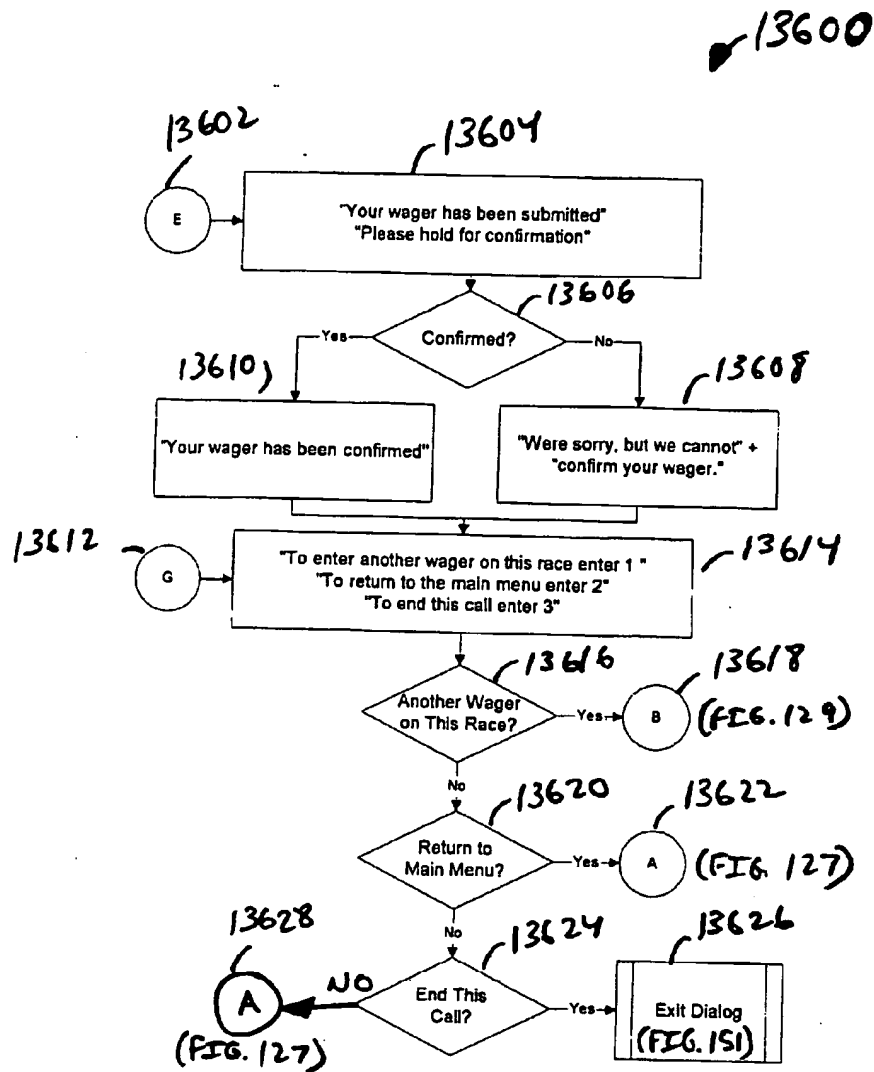 13600
13602
13604
E
"Your wager has been submitted"
"Please hold for confirmation"
13606
Yes
Confirmed?
No
13610
13608
"Your wager has been confirmed"
"Were sorry, but we cannot" +
"confirm your wager."
13612
G
"To enter another wager on this race enter 1 "
"To return to the main menu enter 2"
"To end this call enter 3"
13614
13616
13618
Another Wager
on This Race?
Yes
B
(FIG. 129)
No
13620
13622
Return to
Main Menu?
Yes
A
(FIG. 127)
No
13628
13624
13626
A
NO
End This
Call?
Yes
Exit Dialog
(FIG. 151)
(FIG. 127)